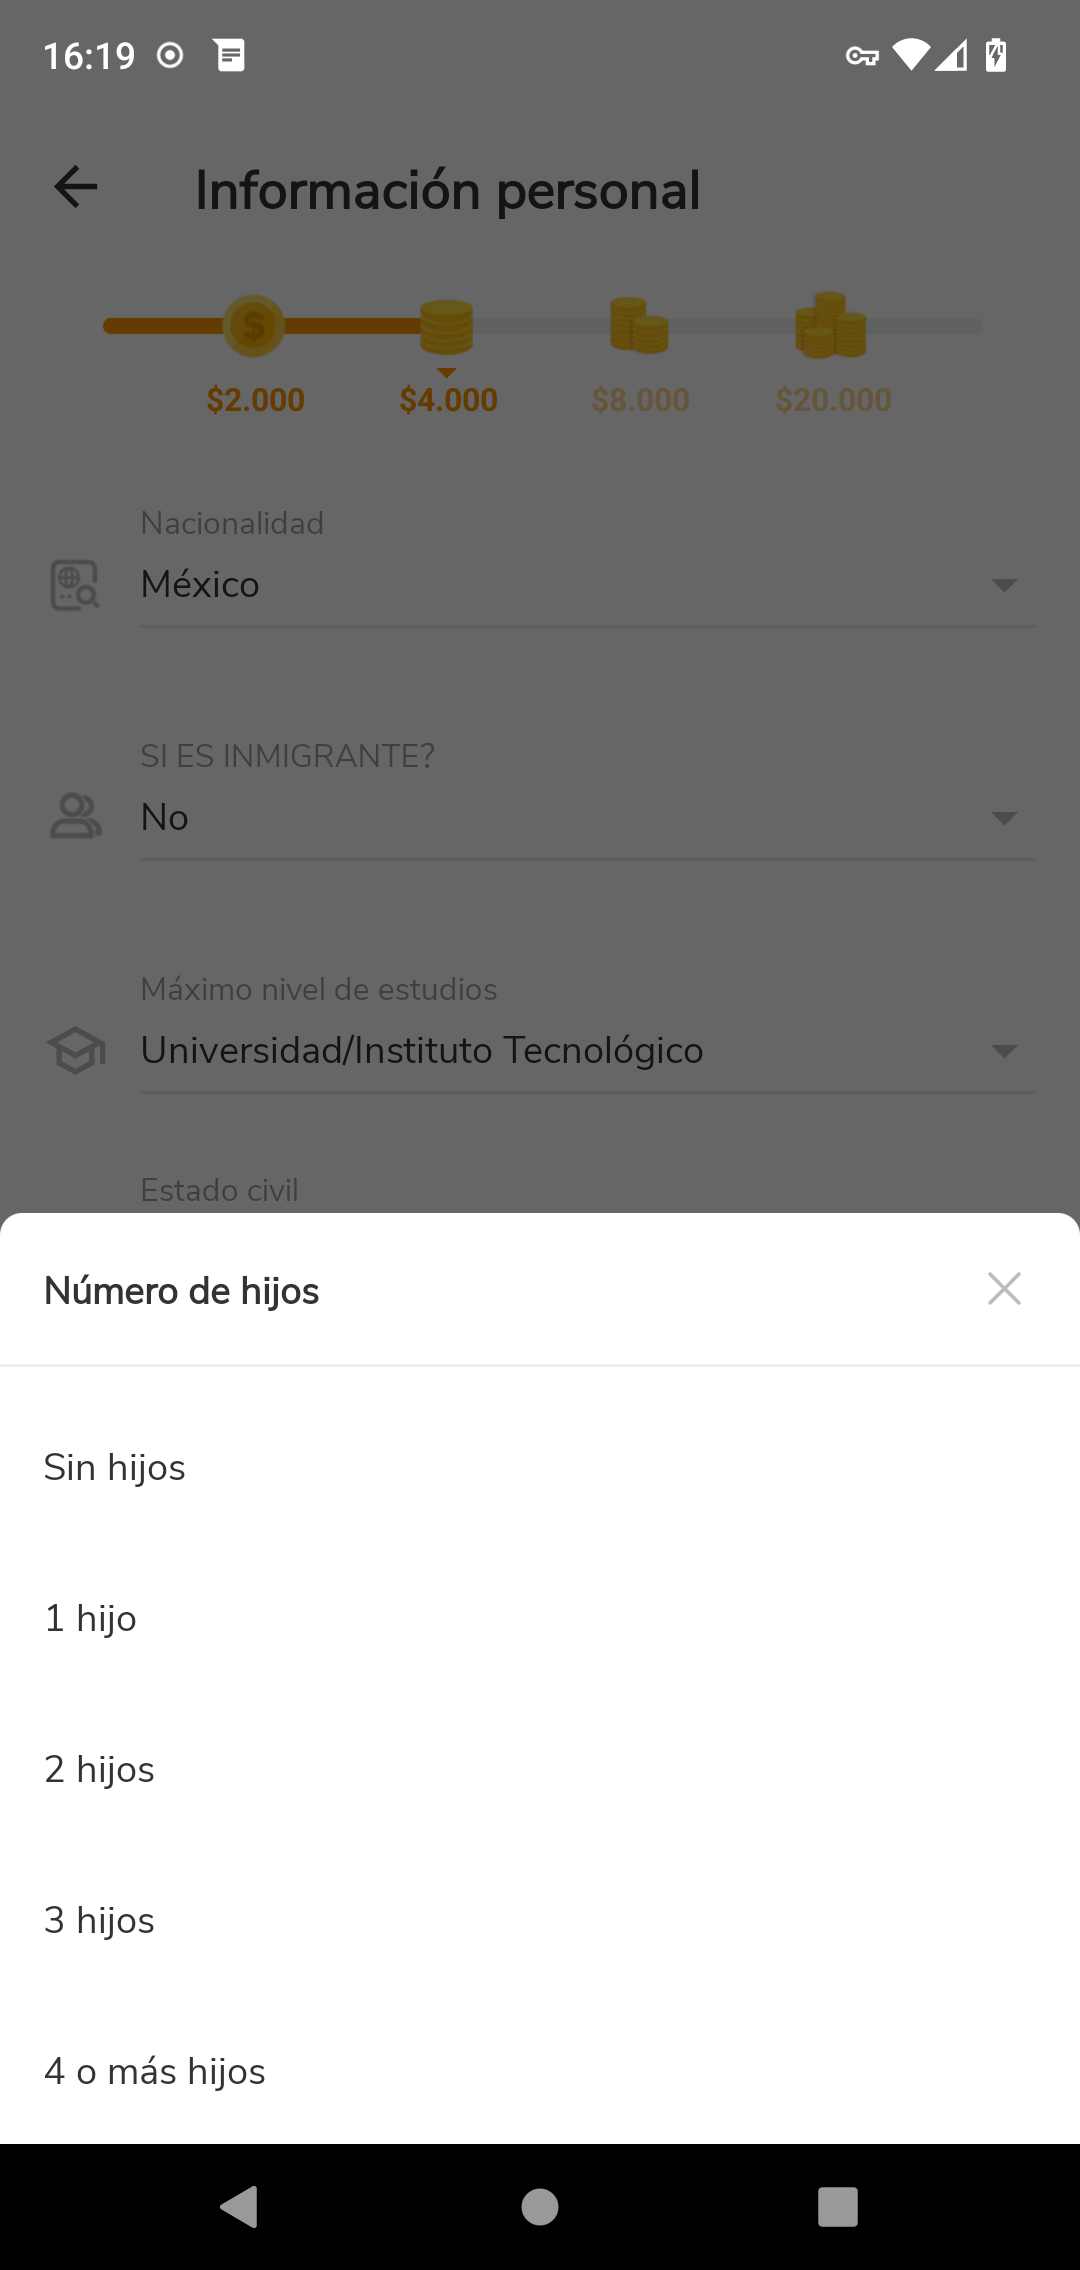 16:19
Información personal
$2.000 $4.000 $8.000 $20.000
Nacionalidad
México
SI ES INMIGRANTE?
No
Máximo nivel de estudios
Universidad/Instituto Tecnológico
Estado civil
Número de hijos
Sin hijos
1 hijo
2 hijos
3 hijos
4 o más hijos